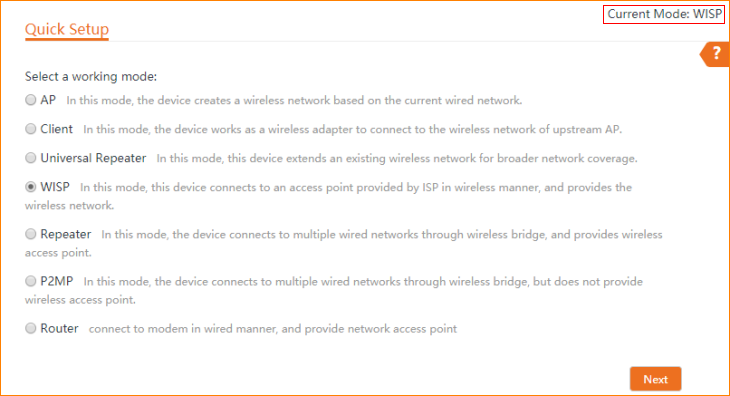 Current Mode: WISP
Quick Setup
?
Select a working mode:
AP In this mode, the device creates a wireless network based on the current wired network.
Client In this mode, the device works as a wireless adapter to connect to the wireless network of upstream AP.
Universal Repeater In this mode, this device extends an existing wireless network for broader network coverage.
WISP In this mode, this device connects to an access point provided by ISP in wireless manner, and provides the
wireless network.
Repeater In this mode, the device connects to multiple wired networks through wireless bridge, and provides wireless
access point.
P2MP In this mode, the device connects to multiple wired networks through wireless bridge, but does not provide
wireless access point.
Router connect to modem in wired manner, and provide network access point
Next